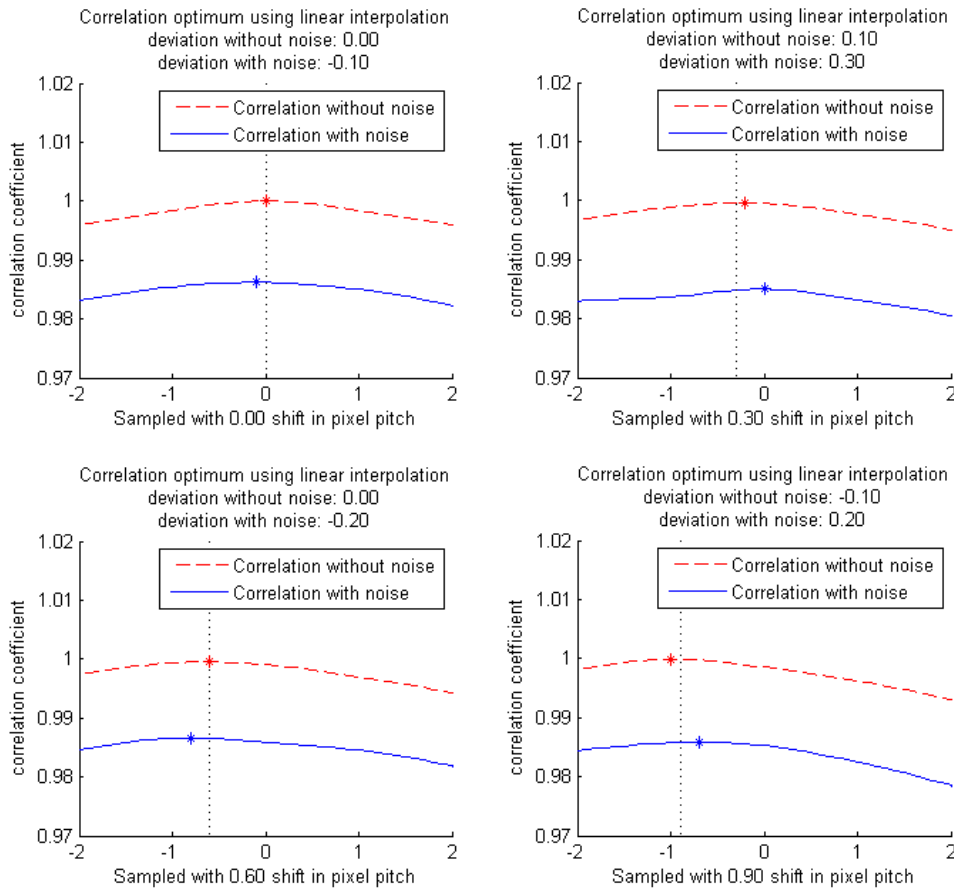 Correlation optimum using linear interpolation
deviation without noise: 0.00
deviation with noise: -0.10
1.02
1.01
1
0.99
0.98
0.97
correlation coefficient
Correlation without noise
Correlation with noise
-2 -1 0 1 2
Sampled with 0.00 shift in pixel pitch
Correlation optimum using linear interpolation
deviation without noise: 0.10
deviation with noise: 0.30
1.02
1.01
1
0.99
0.98
0.97
correlation coefficient
Correlation without noise
Correlation with noise
-2 -1 0 1 2
Sampled with 0.30 shift in pixel pitch
Correlation optimum using linear interpolation
deviation without noise: 0.00
deviation with noise: -0.20
1.02
1.01
1
0.99
0.98
0.97
correlation coefficient
Correlation without noise
Correlation with noise
-2 -1 0 1 2
Sampled with 0.60 shift in pixel pitch
Correlation optimum using linear interpolation
deviation without noise: -0.10
deviation with noise: 0.20
1.02
1.01
1
0.99
0.98
0.97
correlation coefficient
Correlation without noise
Correlation with noise
-2 -1 0 1 2
Sampled with 0.90 shift in pixel pitch